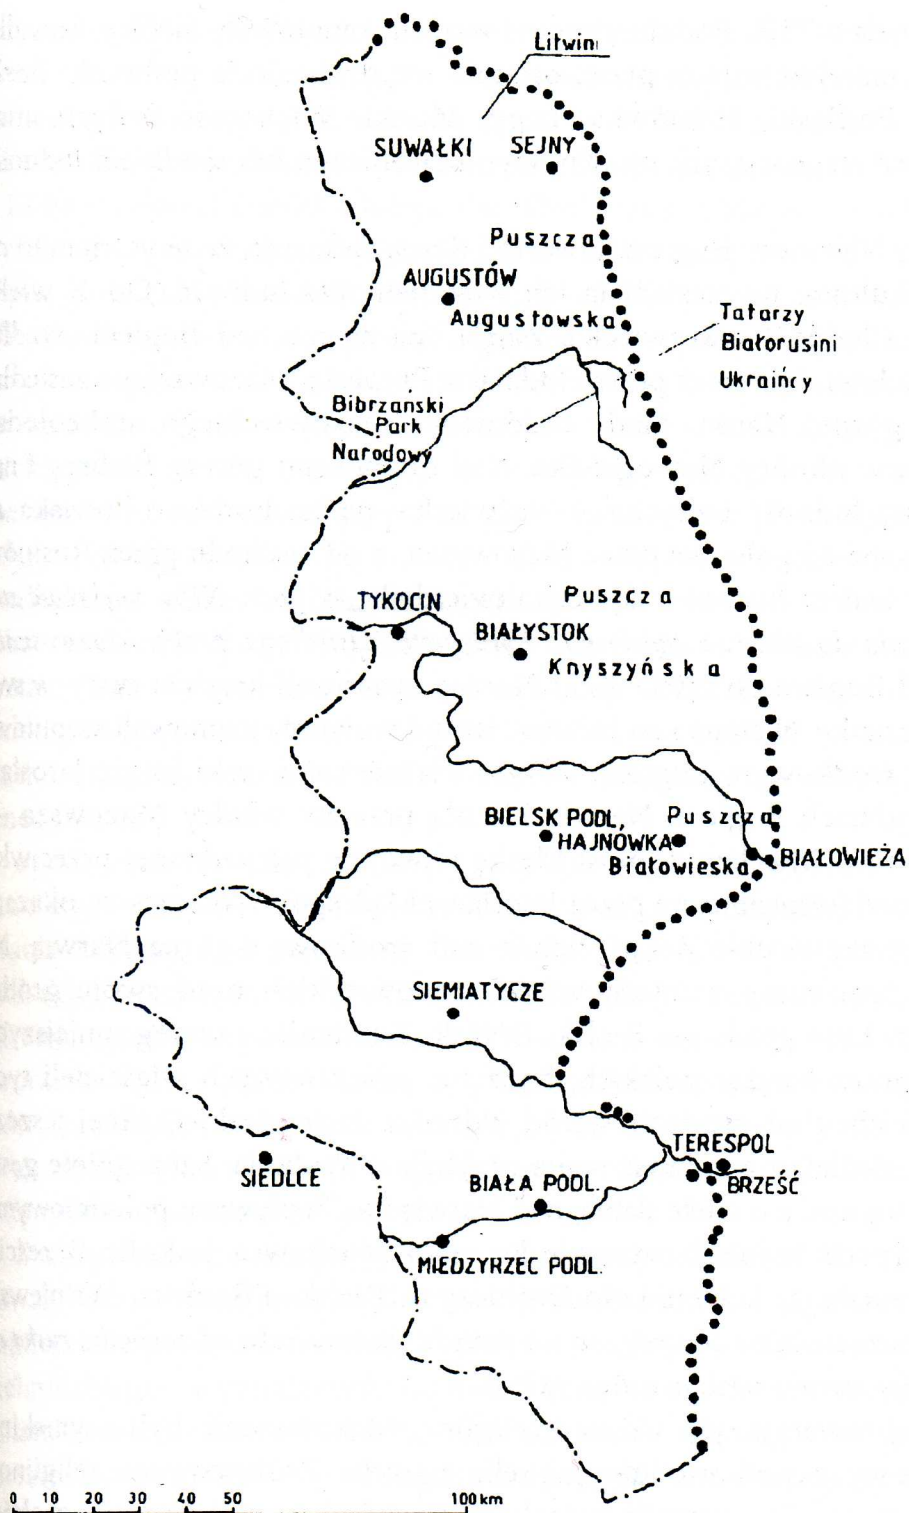 Litwini
SUWAŁKI
SEJNY
Puszcza
AUGUSTÓW
Augustowska
Tatarzy
Białorusini
Ukraińcy
Bibrzański
Park
Narodowy
Puszcza
TYKOCIN
BIAŁYSTOK
Knyszyńska
BIELSK PODL,
Puszcza
HAJNÓWKA
Białowieska
BIAŁOWIEŻA
SIEMIATYCZE
TERESPOL
SIEDLCE
BIAŁA PODL.
BRZEŚĆ
MIEDZYRZEC PODL.
0 10 20 30 40 50 100 km